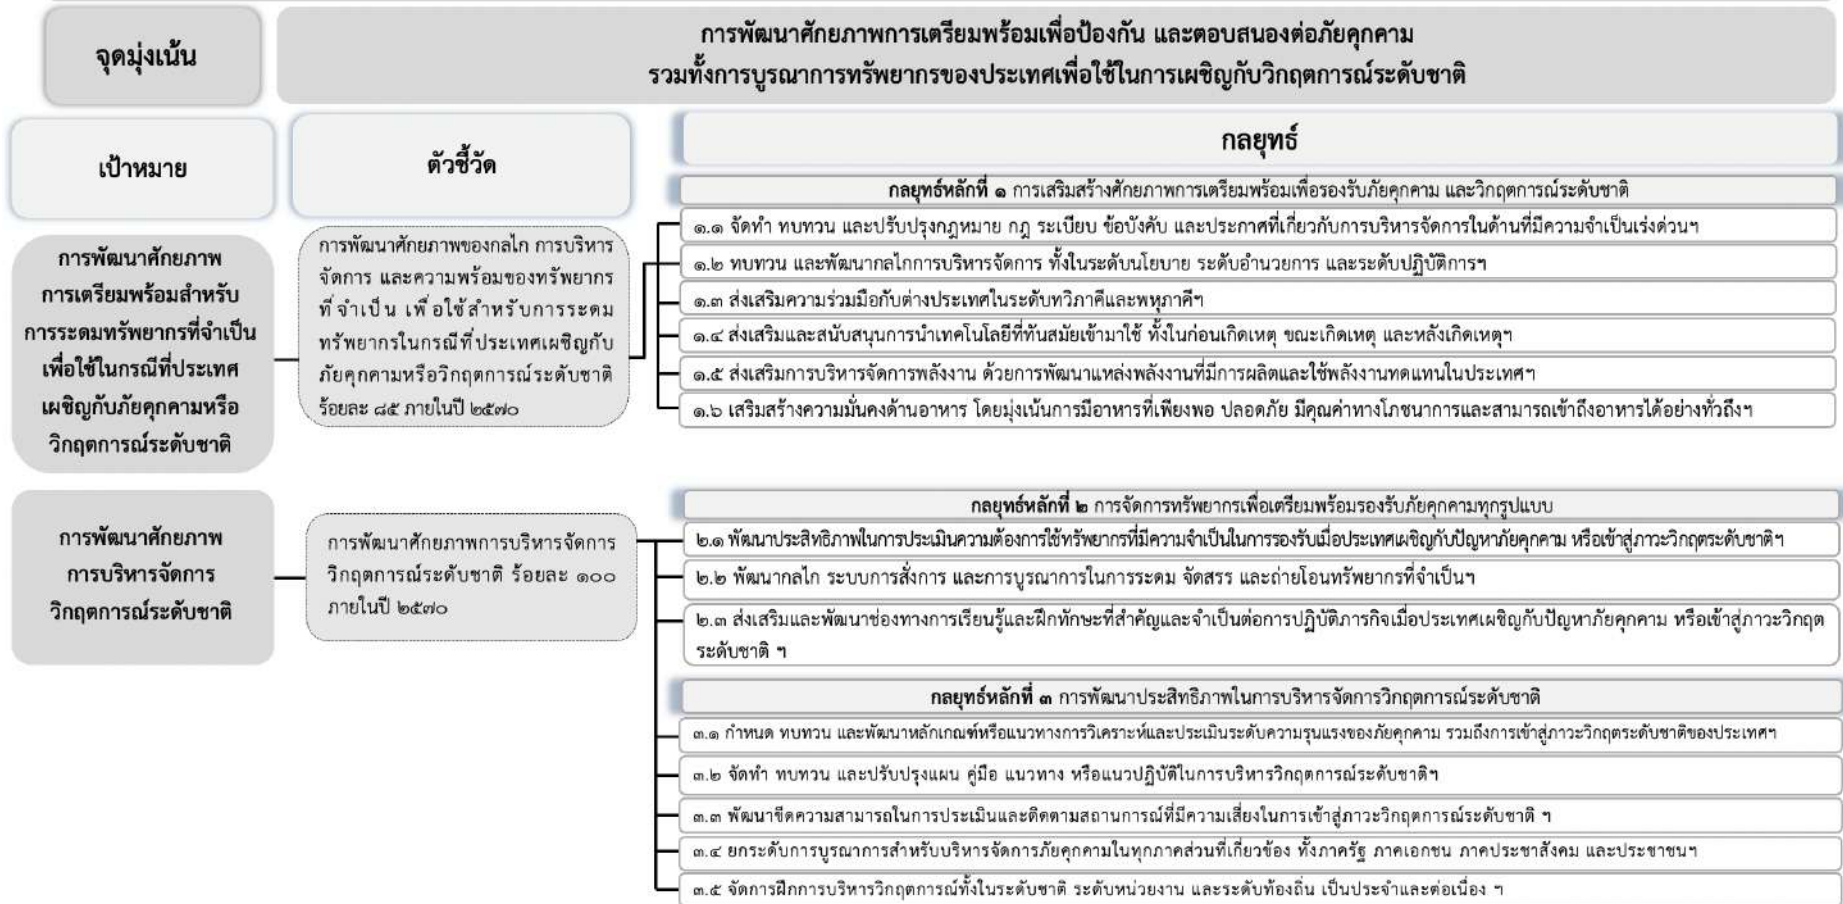 จุดมุ่งเน้น
การพัฒนาศักยภาพการเตรียมพร้อมเพื่อป้องกัน และตอบสนองต่อภัยคุกคาม
รวมทั้งการบูรณาการทรัพยากรของประเทศเพื่อใช้ในการเผชิญกับวิกฤตการณ์ระดับชาติ
เป้าหมาย
ตัวชี้วัด
กลยุทธ์
การพัฒนาศักยภาพ
การเตรียมพร้อมสำหรับ
การระดมทรัพยากรที่จำเป็น
เพื่อใช้ในกรณีที่ประเทศ
เผชิญกับภัยคุกคามหรือ
วิกฤตการณ์ระดับชาติ
การพัฒนาศักยภาพของกลไก การบริหาร
จัดการ และความพร้อมของทรัพยากร
ที่จำเป็น เพื่อใช้สำหรับการระดม
ทรัพยากรในกรณีที่ประเทศเผชิญกับ
ภัยคุกคามหรือวิกฤตการณ์ระดับชาติ
ร้อยละ ๘๕ ภายในปี ๒๕๗๐
กลยุทธ์หลักที่ ๑ การเสริมสร้างศักยภาพการเตรียมพร้อมเพื่อรองรับภัยคุกคาม และวิกฤตการณ์ระดับชาติ
๑.๑ จัดทำ ทบทวน และปรับปรุงกฎหมาย กฎ ระเบียบ ข้อบังคับ และประกาศที่เกี่ยวกับการบริหารจัดการในด้านที่มีความจำเป็นเร่งด่วนฯ
๑.๒ ทบทวน และพัฒนากลไกการบริหารจัดการ ทั้งในระดับนโยบาย ระดับอำนวยการ และระดับปฏิบัติการฯ
๑.๓ ส่งเสริมความร่วมมือกับต่างประเทศในระดับทวิภาคีและพหุภาคีฯ
๑.๔ ส่งเสริมและสนับสนุนการนำเทคโนโลยีที่ทันสมัยเข้ามาใช้ ทั้งในก่อนเกิดเหตุ ขณะเกิดเหตุ และหลังเกิดเหตุฯ
๑.๕ ส่งเสริมการบริหารจัดการพลังงาน ด้วยการพัฒนาแหล่งพลังงานที่มีการผลิตและใช้พลังงานทดแทนในประเทศฯ
๑.๖ เสริมสร้างความมั่นคงด้านอาหาร โดยมุ่งเน้นการมีอาหารที่เพียงพอ ปลอดภัย มีคุณค่าทางโภชนาการและสามารถเข้าถึงอาหารได้อย่างทั่วถึงฯ
การพัฒนาศักยภาพ
การบริหารจัดการ
วิกฤตการณ์ระดับชาติ
การพัฒนาศักยภาพการบริหารจัดการ
วิกฤตการณ์ระดับชาติ ร้อยละ ๑๐๐
ภายในปี ๒๕๗๐
กลยุทธ์หลักที่ ๒ การจัดการทรัพยากรเพื่อเตรียมพร้อมรองรับภัยคุกคามทุกรูปแบบ
๒.๑ พัฒนาประสิทธิภาพในการประเมินความต้องการใช้ทรัพยากรที่มีความจำเป็นในการรองรับเมื่อประเทศเผชิญกับปัญหาภัยคุกคาม หรือเข้าสู่ภาวะวิกฤตระดับชาติฯ
๒.๒ พัฒนากลไก ระบบการสั่งการ และการบูรณาการในการระดม จัดสรร และถ่ายโอนทรัพยากรที่จำเป็นฯ
๒.๓ ส่งเสริมและพัฒนาช่องทางการเรียนรู้และฝึกทักษะที่สำคัญและจำเป็นต่อการปฏิบัติภารกิจเมื่อประเทศเผชิญกับปัญหาภัยคุกคาม หรือเข้าสู่ภาวะวิกฤต
ระดับชาติ ฯ
กลยุทธ์หลักที่ ๓ การพัฒนาประสิทธิภาพในการบริหารจัดการวิกฤตการณ์ระดับชาติ
๓.๑ กำหนด ทบทวน และพัฒนาหลักเกณฑ์หรือแนวทางการวิเคราะห์และประเมินระดับความรุนแรงของภัยคุกคาม รวมถึงการเข้าสู่ภาวะวิกฤตระดับชาติของประเทศฯ
๓.๒ จัดทำ ทบทวน และปรับปรุงแผน คู่มือ แนวทาง หรือแนวปฏิบัติในการบริหารวิกฤตการณ์ระดับชาติฯ
๓.๓ พัฒนาขีดความสามารถในการประเมินและติดตามสถานการณ์ที่มีความเสี่ยงในการเข้าสู่ภาวะวิกฤตการณ์ระดับชาติ ฯ
๓.๔ ยกระดับการบูรณาการสำหรับบริหารจัดการภัยคุกคามในทุกภาคส่วนที่เกี่ยวข้อง ทั้งภาครัฐ ภาคเอกชน ภาคประชาสังคม และประชาชนฯ
๓.๕ จัดการฝึกการบริหารวิกฤตการณ์ทั้งในระดับชาติ ระดับหน่วยงาน และระดับท้องถิ่น เป็นประจำและต่อเนื่อง ฯ